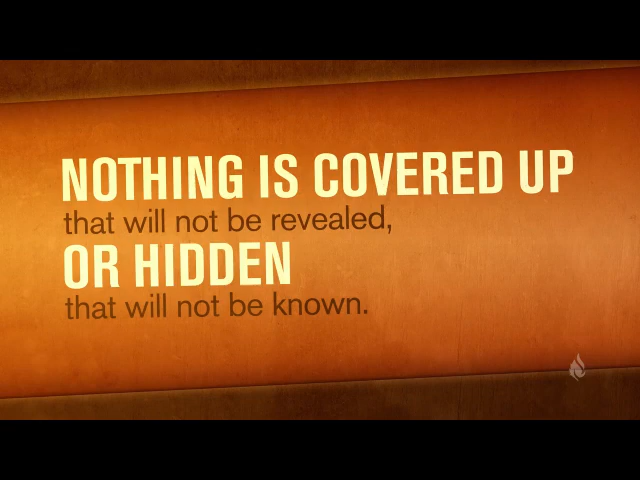 NOTHING IS COVERED UP
that will not be revealed,
OR HIDDEN
that will not be known.